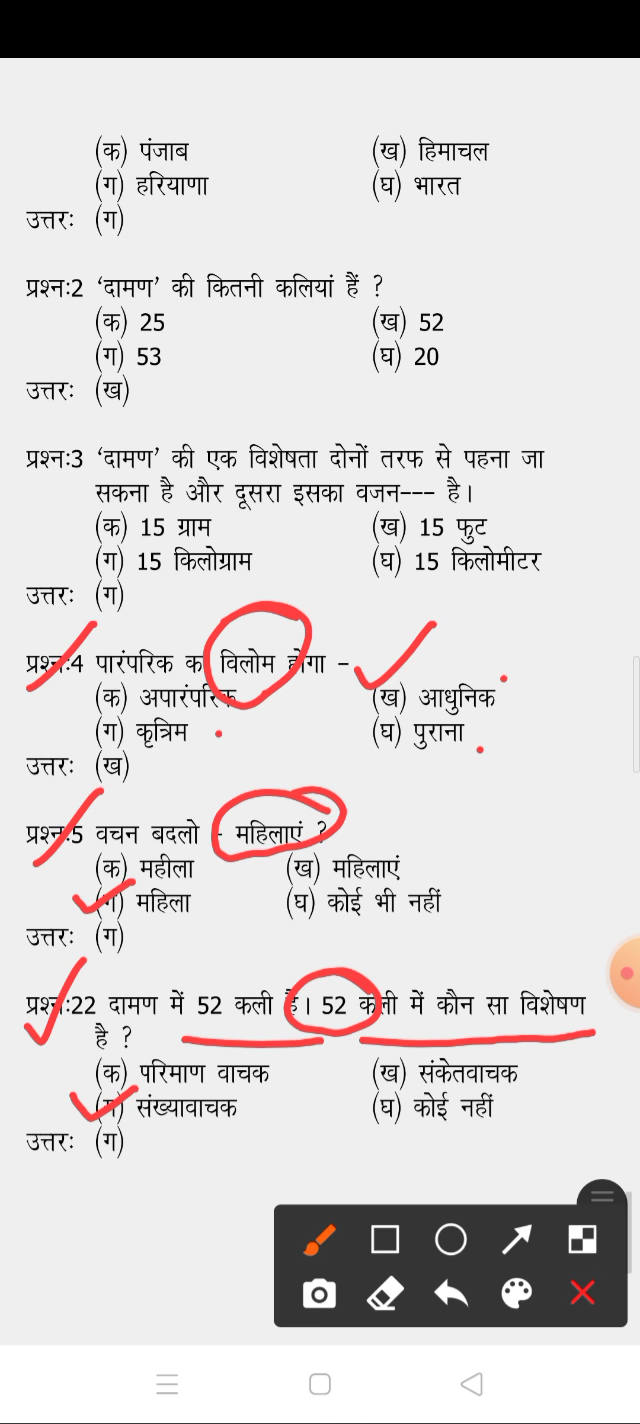 (क) पंजाब (ख) हिमाचल
(ग) हरियाणा (घ) भारत
उत्तरः (ग)
प्रश्नः2 ‘दामण’ की कितनी कलियां हैं ?
(क) 25 (ख) 52
(ग) 53 (घ) 20
उत्तरः (ख)
प्रश्नः3 ‘दामण’ की एक विशेषता दोनों तरफ से पहना जा
सकना है और दूसरा इसका वजन--- है।
(क) 15 ग्राम (ख) 15 फुट
(ग) 15 किलोग्राम (घ) 15 किलोमीटर
उत्तरः (ग)
प्रश्नः4 पारंपरिक का विलोम होगा -
(क) अपारंपरिक (ख) आधुनिक
(ग) कृत्रिम (घ) पुराना
उत्तरः (ख)
प्रश्नः5 वचन बदलो - महिलाएं ?
(क) महीला (ख) महिलाएं
(ग) महिला (घ) कोई भी नहीं
उत्तरः (ग)
प्रश्नः22 दामण में 52 कली है। 52 कली में कौन सा विशेषण
है ?
(क) परिमाण वाचक (ख) संकेतवाचक
(ग) संख्यावाचक (घ) कोई नहीं
उत्तरः (ग)